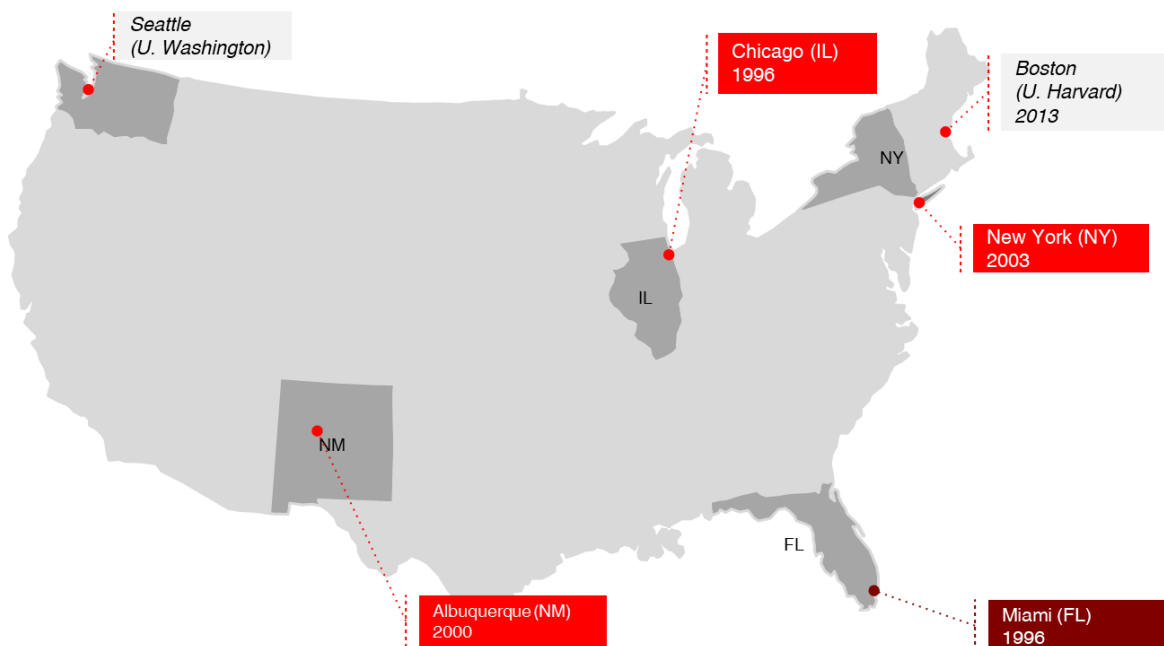 Seattle
(U. Washington)
Chicago (IL)
1996
Boston
(U. Harvard)
2013
NY
New York (NY)
2003
IL
NM
FL
Albuquerque (NM)
2000
Miami (FL)
1996